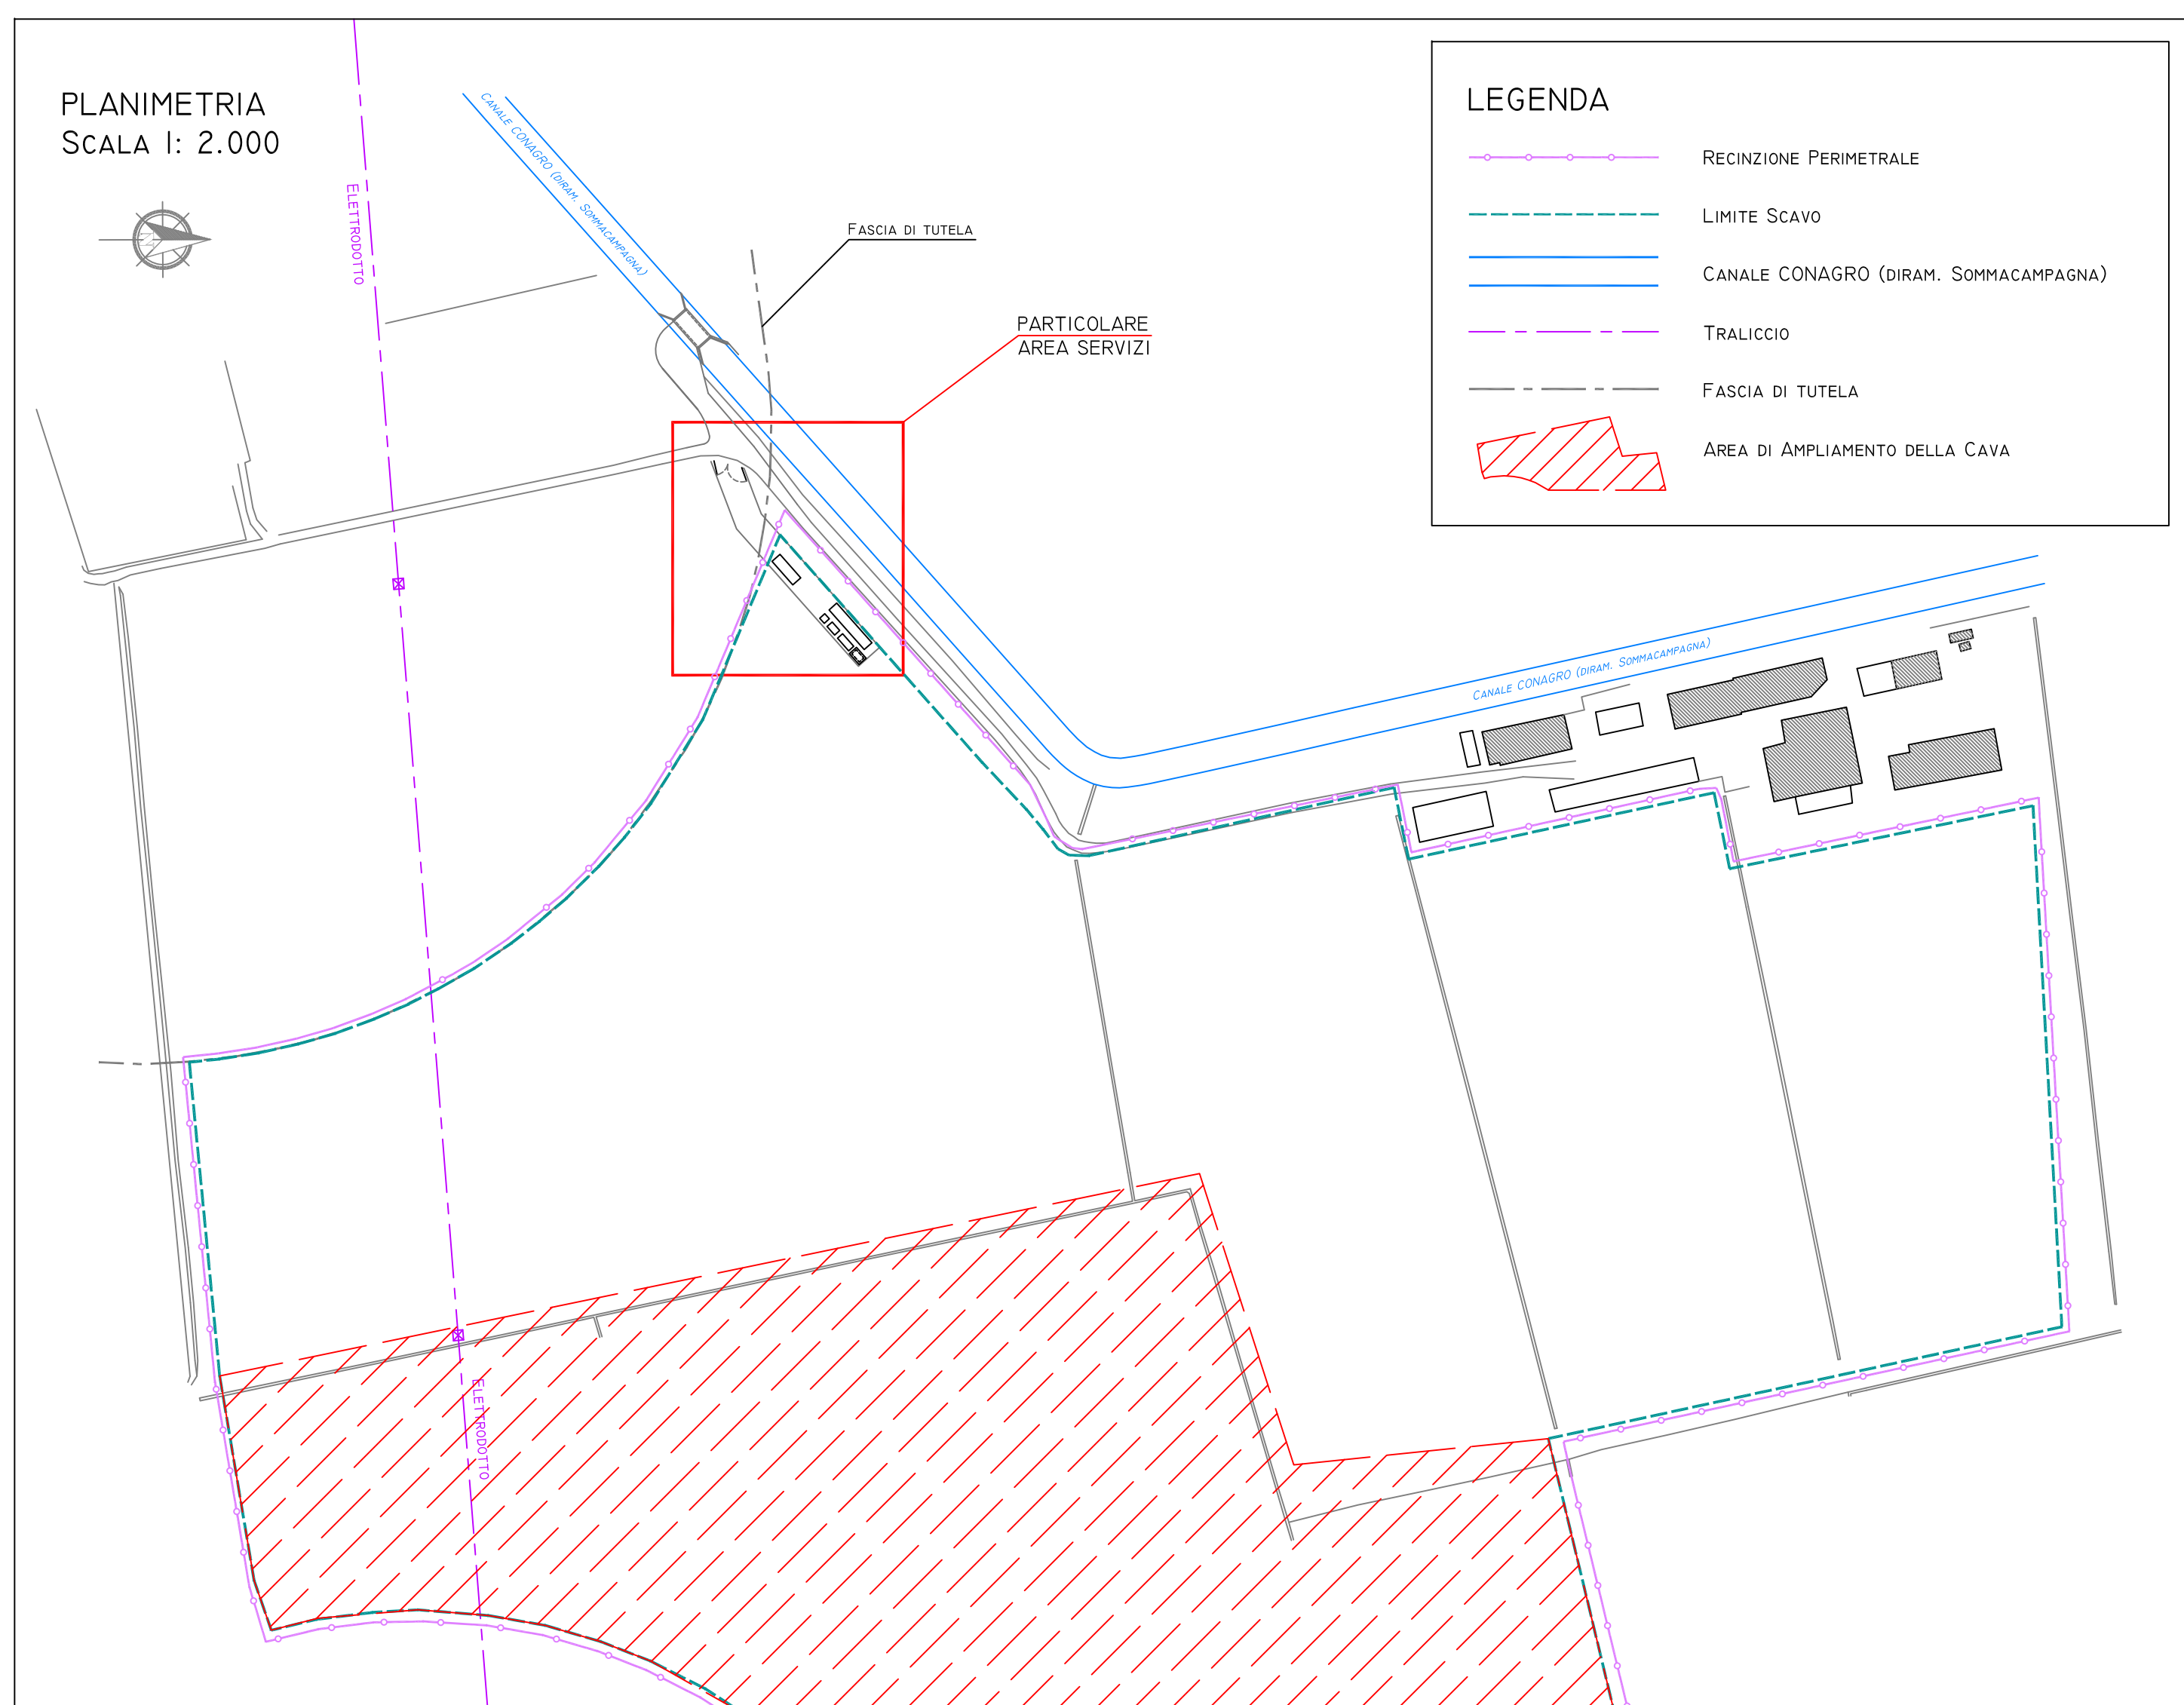 PLANIMETRIA
SCALA 1: 2.000
N
ELETTRODOTTO
CANALE CONAGRO (DIRAM. SOMMACAMPAGNA)
FASCIA DI TUTELA
PARTICOLARE
AREA SERVIZI
LEGENDA
RECINZIONE PERIMETRALE
LIMITE SCAVO
CANALE CONAGRO (DIRAM. SOMMACAMPAGNA)
TRALICCIO
FASCIA DI TUTELA
AREA DI AMPLIAMENTO DELLA CAVA
CANALE CONAGRO (DIRAM. SOMMACAMPAGNA)
ELETTRODOTTO